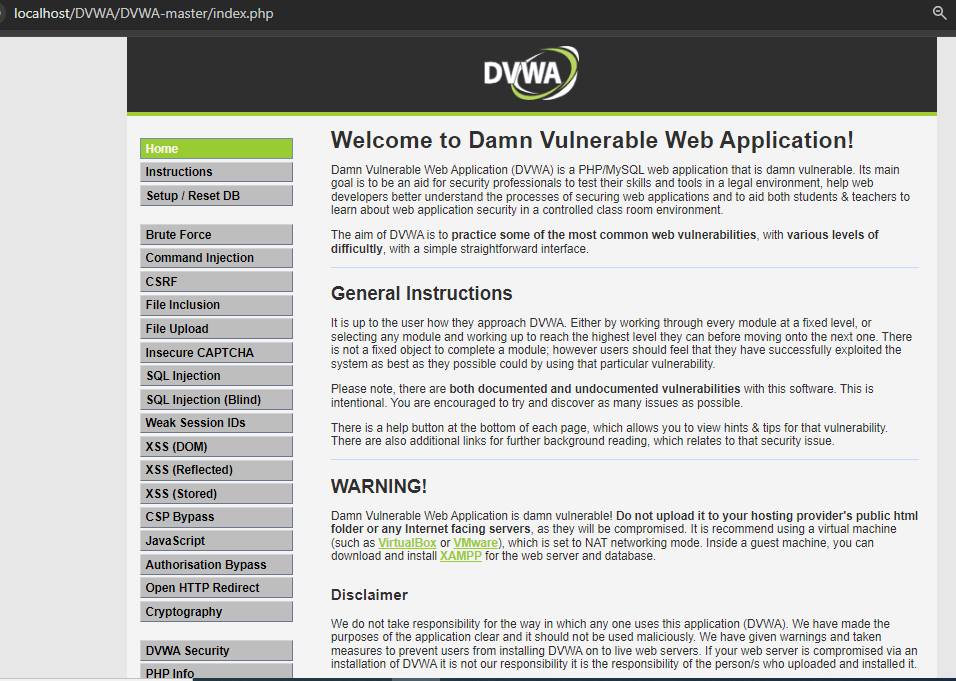 localhost/DVWA/DVWA-master/index.php
DVWA
Home
Instructions
Setup / Reset DB
Brute Force
Command Injection
CSRF
File Inclusion
File Upload
Insecure CAPTCHA
SQL Injection
SQL Injection (Blind)
Weak Session IDs
XSS (DOM)
XSS (Reflected)
XSS (Stored)
CSP Bypass
JavaScript
Authorisation Bypass
Open HTTP Redirect
Cryptography
DVWA Security
PHP Info
Welcome to Damn Vulnerable Web Application!
Damn Vulnerable Web Application (DVWA) is a PHP/MySQL web application that is damn vulnerable. Its main
goal is to be an aid for security professionals to test their skills and tools in a legal environment, help web
developers better understand the processes of securing web applications and to aid both students & teachers to
learn about web application security in a controlled class room environment.
The aim of DVWA is to practice some of the most common web vulnerabilities, with various levels of
difficultly, with a simple straightforward interface.
General Instructions
It is up to the user how they approach DVWA. Either by working through every module at a fixed level, or
selecting any module and working up to reach the highest level they can before moving onto the next one. There
is not a fixed object to complete a module; however users should feel that they have successfully exploited the
system as best as they possible could by using that particular vulnerability.
Please note, there are both documented and undocumented vulnerabilities with this software. This is
intentional. You are encouraged to try and discover as many issues as possible.
There is a help button at the bottom of each page, which allows you to view hints & tips for that vulnerability.
There are also additional links for further background reading, which relates to that security issue.
WARNING!
Damn Vulnerable Web Application is damn vulnerable! Do not upload it to your hosting provider's public html
folder or any Internet facing servers, as they will be compromised. It is recommend using a virtual machine
(such as VirtualBox or VMware), which is set to NAT networking mode. Inside a guest machine, you can
download and install XAMPP for the web server and database.
Disclaimer
We do not take responsibility for the way in which any one uses this application (DVWA). We have made the
purposes of the application clear and it should not be used maliciously. We have given warnings and taken
measures to prevent users from installing DVWA on to live web servers. If your web server is compromised via an
installation of DVWA it is not our responsibility it is the responsibility of the person/s who uploaded and installed it.